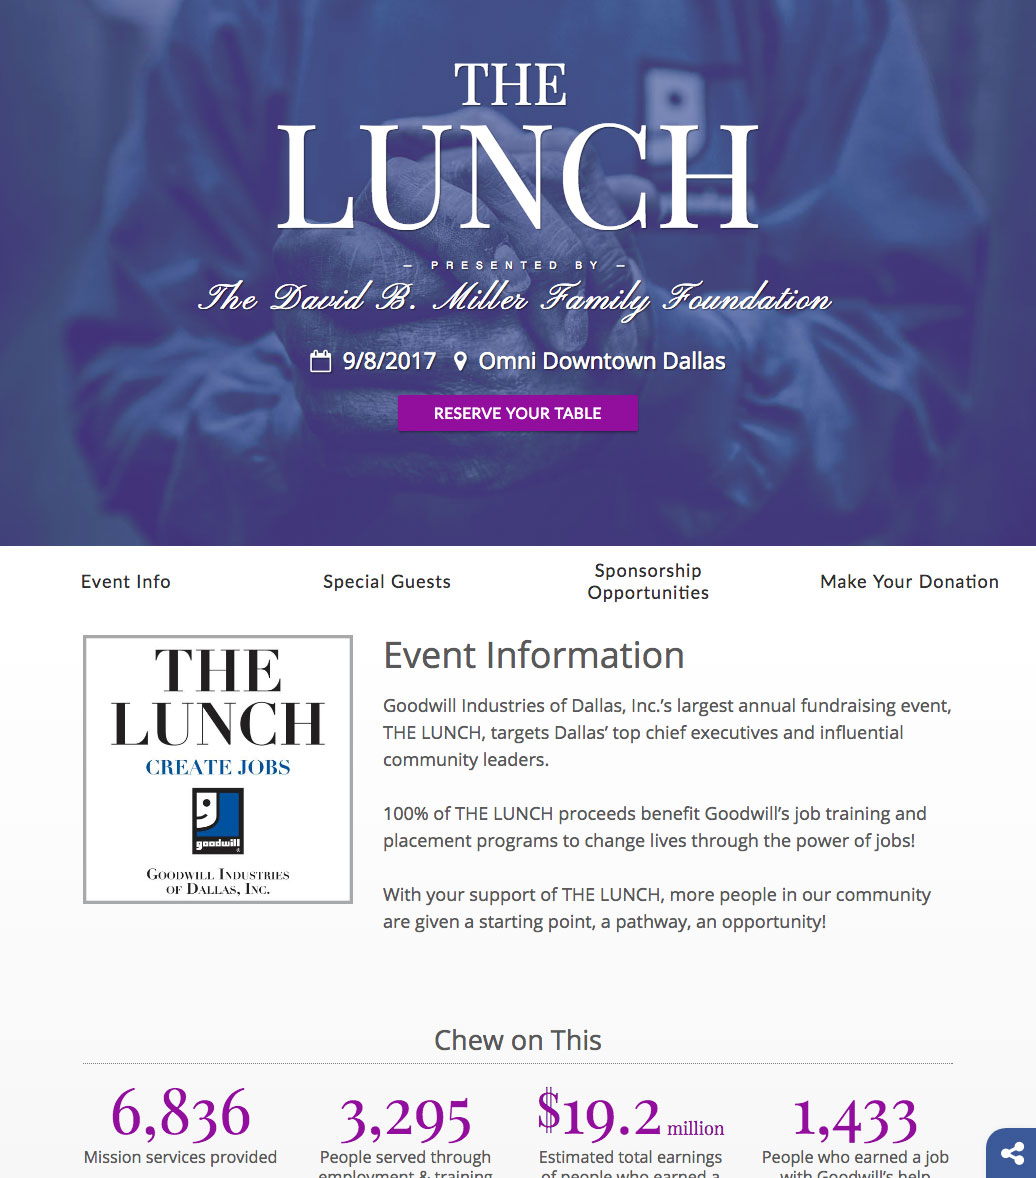 THE
LUNCH
– PRESENTED BY –
The David B. Miller Family Foundation
9/8/2017 Omni Downtown Dallas
RESERVE YOUR TABLE
Event Info
Special Guests
Sponsorship
Opportunities
Make Your Donation
THE
LUNCH
CREATE JOBS
goodwill®
Goodwill Industries
of Dallas, Inc.
Event Information
Goodwill Industries of Dallas, Inc.’s largest annual fundraising event,
THE LUNCH, targets Dallas’ top chief executives and influential
community leaders.
100% of THE LUNCH proceeds benefit Goodwill’s job training and
placement programs to change lives through the power of jobs!
With your support of THE LUNCH, more people in our community
are given a starting point, a pathway, an opportunity!
Chew on This
6,836
Mission services provided
3,295
People served through
employment & training
$19.2 million
Estimated total earnings
of people who earned a
1,433
People who earned a job
with Goodwill’s help